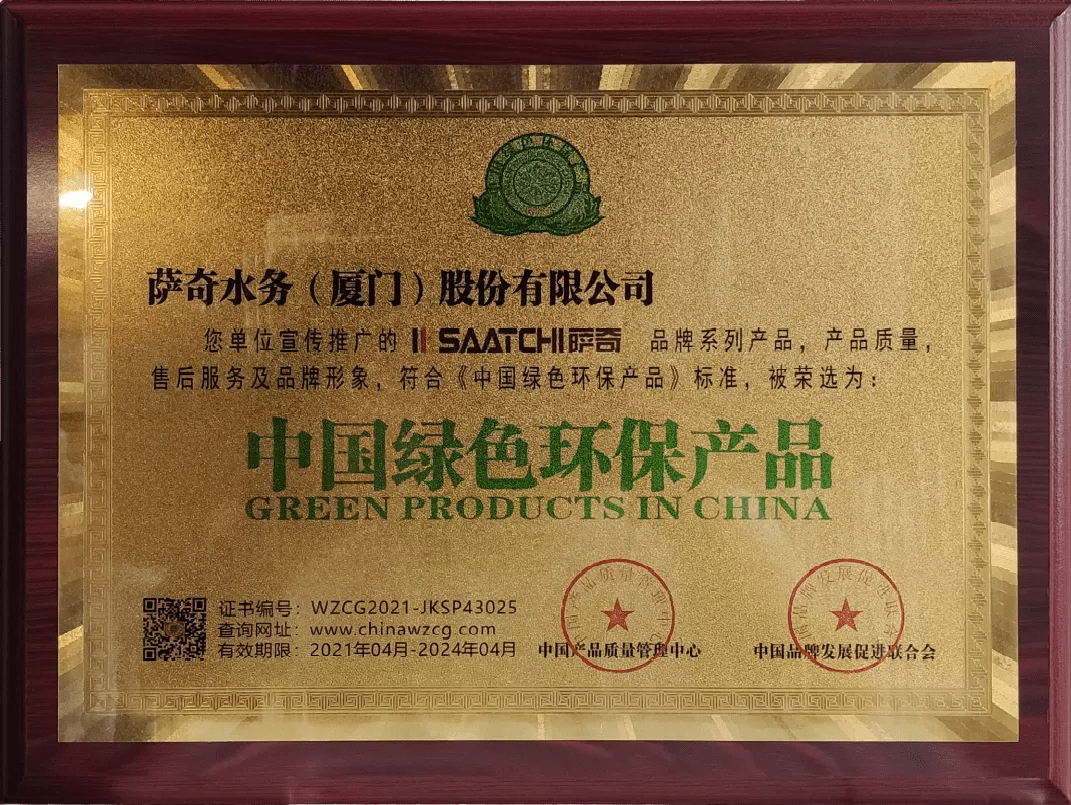 萨奇水务（厦门）股份有限公司
您单位宣传推广的 SAATCHI萨奇 品牌系列产品，产品质量，
售后服务及品牌形象，符合《中国绿色环保产品》标准，被荣选为：
中国绿色环保产品
GREEN PRODUCTS IN CHINA
证书编号：WZCG2021-JKSP43025
查询网址：www.chinawzcg.com
有效期限：2021年04月-2024年04月
中国产品质量管理中心
中国品牌发展促进联合会